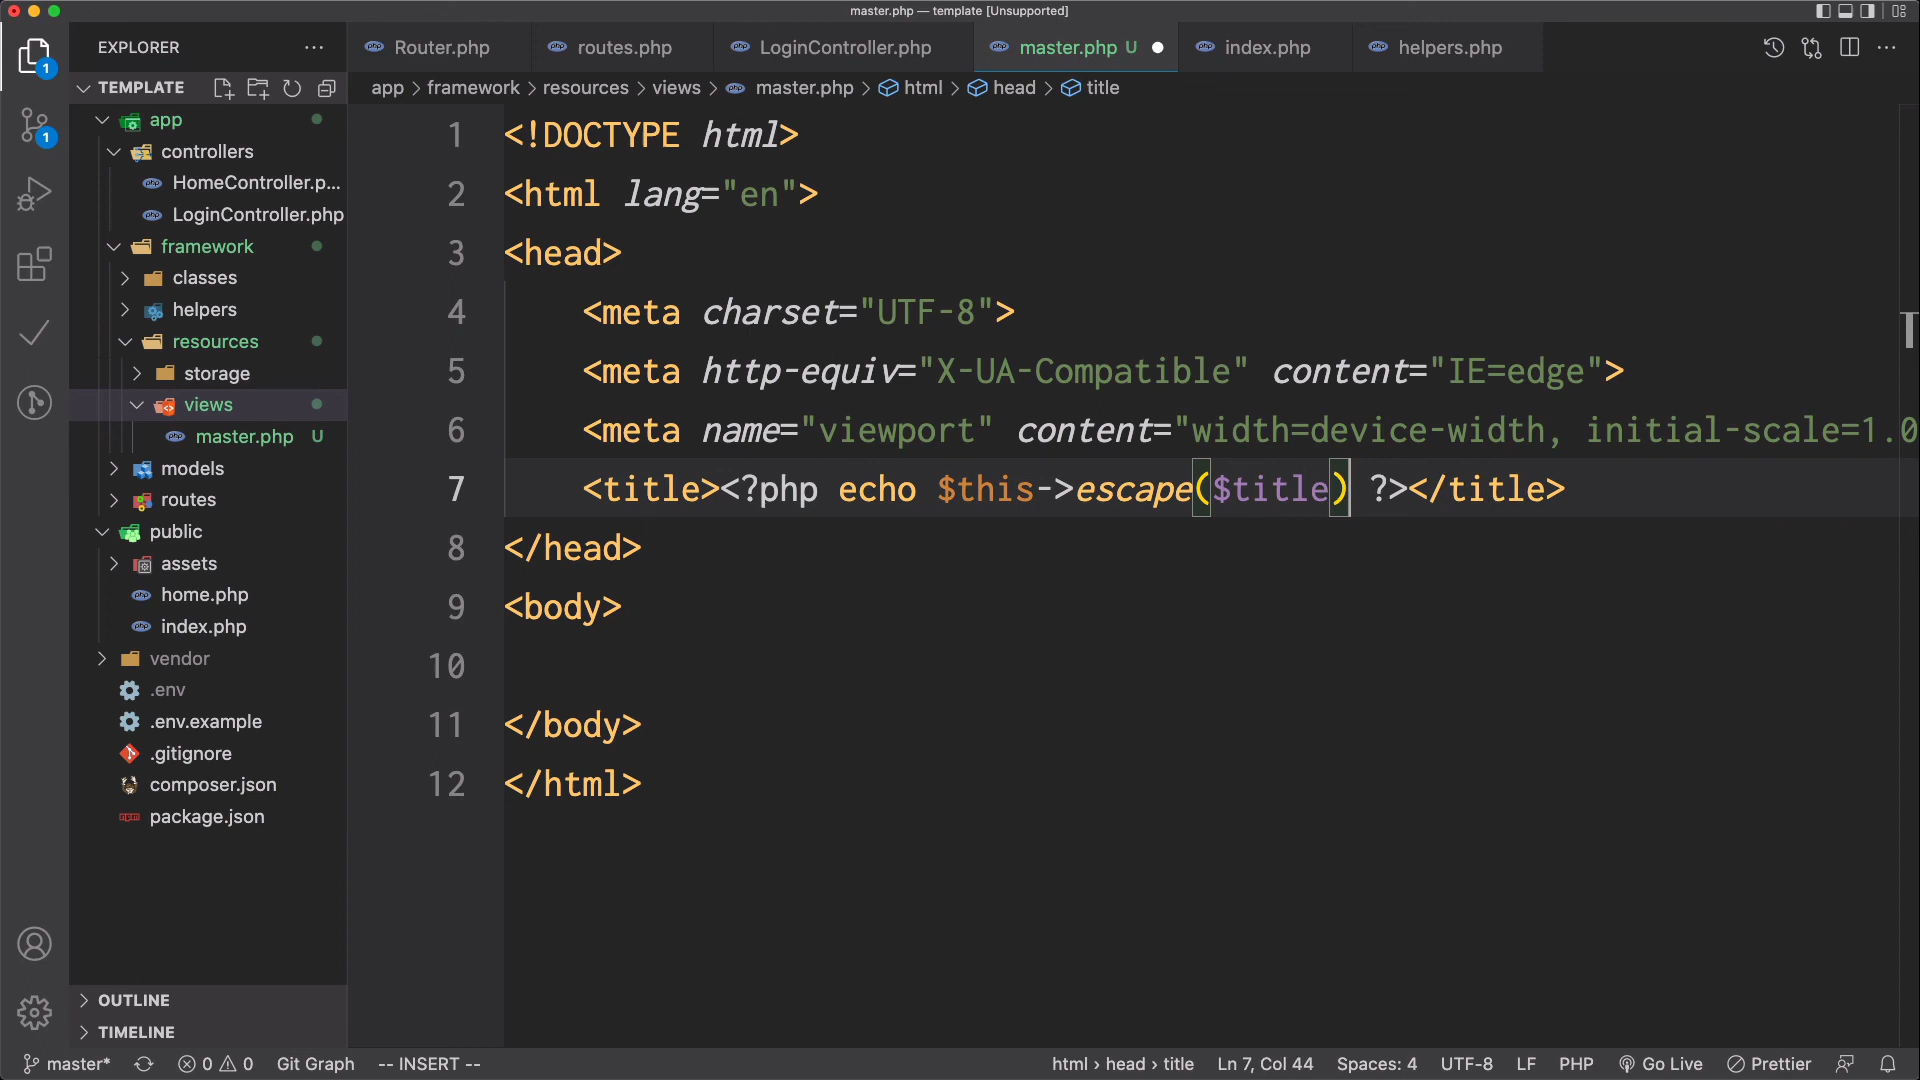 master.php — template [Unsupported]
EXPLORER
Router.php
routes.php
LoginController.php
master.php U
index.php
helpers.php
TEMPLATE
app > framework > resources > views > master.php > html > head > title
app
controllers
HomeController.p...
LoginController.php
framework
classes
helpers
resources
storage
views
master.php U
models
routes
public
assets
home.php
index.php
vendor
.env
.env.example
.gitignore
composer.json
package.json
OUTLINE
TIMELINE
1
1
1 <!DOCTYPE html>
2 <html lang="en">
3 <head>
4 <meta charset="UTF-8">
5 <meta http-equiv="X-UA-Compatible" content="IE=edge">
6 <meta name="viewport" content="width=device-width, initial-scale=1.0
7 <title><?php echo $this->escape($title) ?></title>
8 </head>
9 <body>
10
11 </body>
12 </html>
master* 0 0 Git Graph -- INSERT -- html › head › title Ln 7, Col 44 Spaces: 4 UTF-8 LF PHP Go Live Prettier